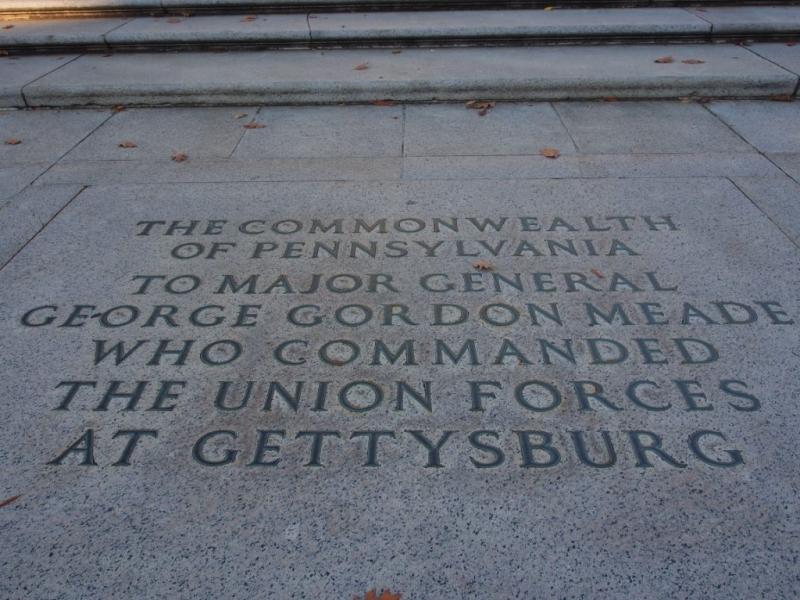 THE COMMONWEALTH
OF PENNSYLVANIA
TO MAJOR GENERAL
GEORGE GORDON MEADE
WHO COMMANDED
THE UNION FORCES
AT GETTYSBURG